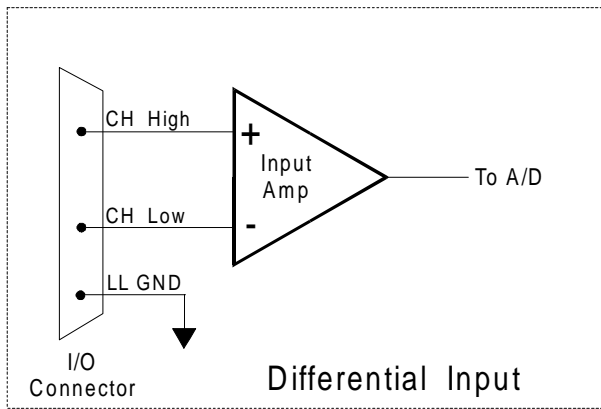 CH High
+
Input
Amp
To A/D
CH Low
-
LL GND
I/O
Connector
Differential Input